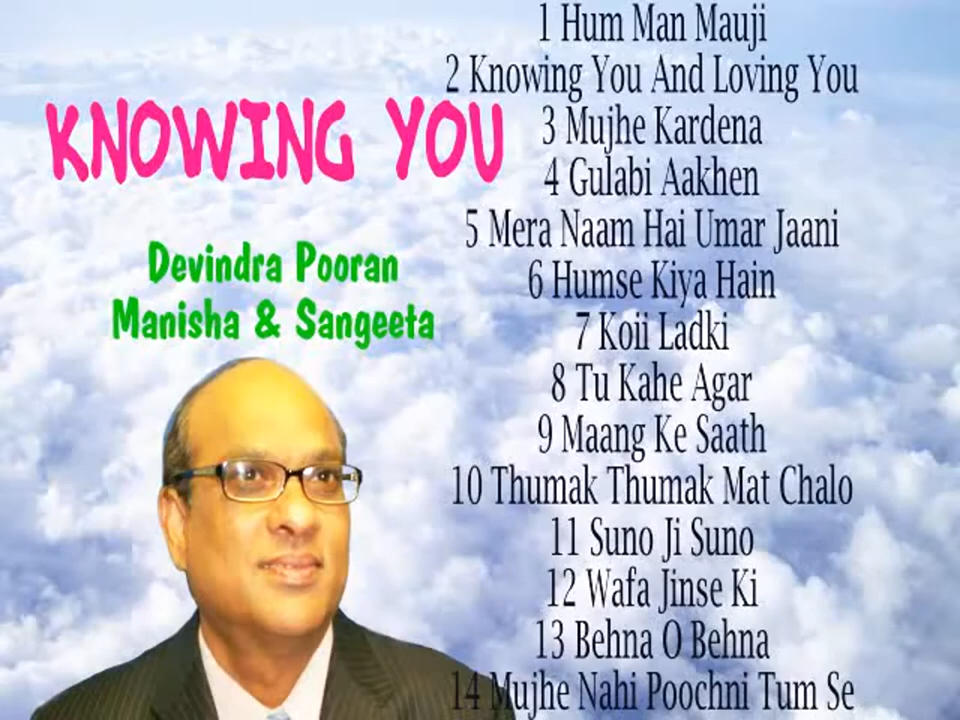 KNOWING YOU
Devindra Pooran
Manisha & Sangeeta
1 Hum Man Mauji
2 Knowing You And Loving You
3 Mujhe Kardena
4 Gulabi Aakhen
5 Mera Naam Hai Umar Jaani
6 Humse Kiya Hain
7 Koii Ladki
8 Tu Kahe Agar
9 Maang Ke Saath
10 Thumak Thumak Mat Chalo
11 Suno Ji Suno
12 Wafa Jinse Ki
13 Behna O Behna
14 Mujhe Nahi Poochni Tum Se